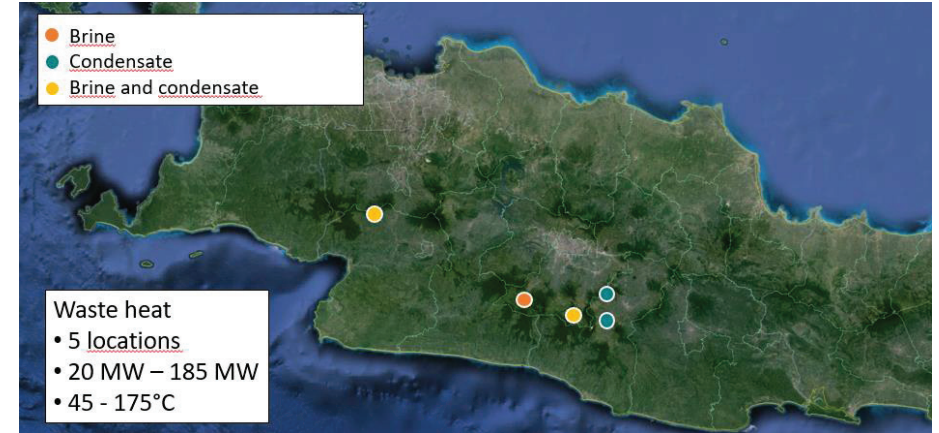 Brine
Condensate
Brine and condensate
Waste heat
• 5 locations
• 20 MW – 185 MW
• 45 - 175°C